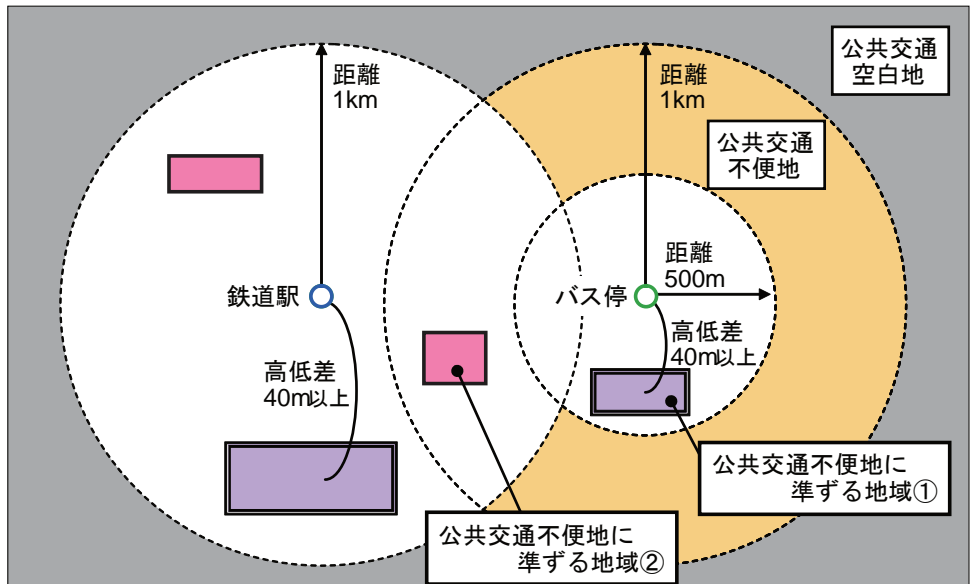 公共交通
空白地
距離
1km
距離
1km
公共交通
不便地
距離
500m
鉄道駅
バス停
高低差
40m以上
高低差
40m以上
公共交通不便地に
準ずる地域①
公共交通不便地に
準ずる地域②